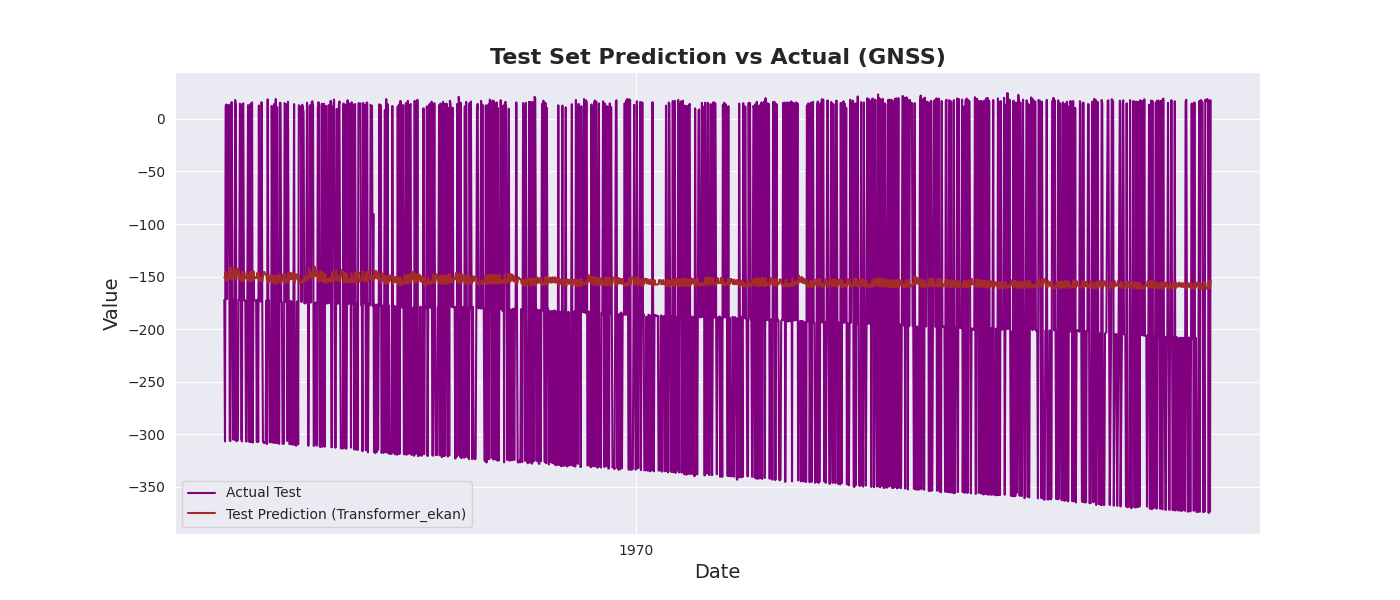 Test Set Prediction vs Actual (GNSS)
0
−50
−100
−150
−200
−250
−300
−350
Value
Actual Test
Test Prediction (Transformer_ekan)
1970
Date